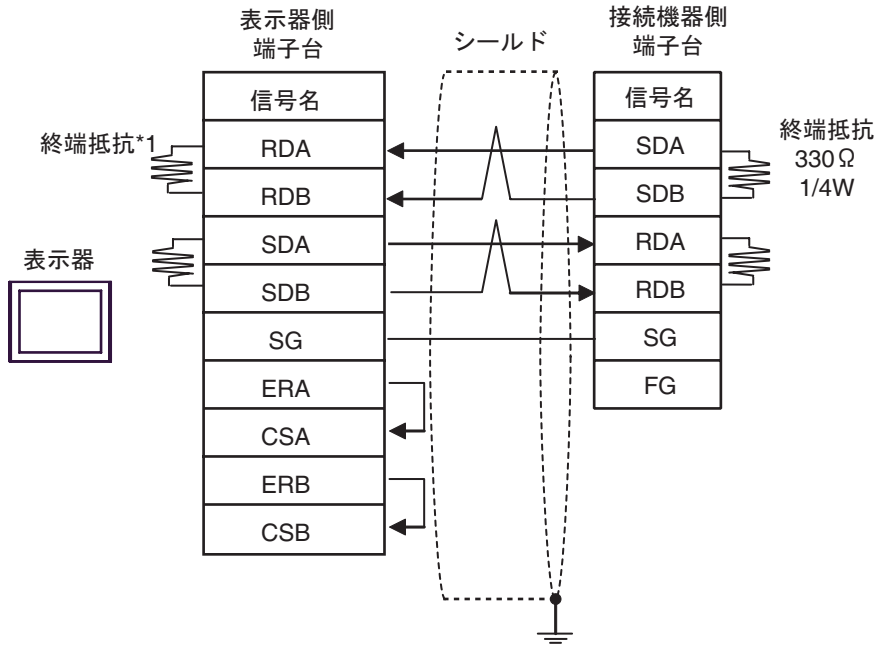 表示器側
端子台
シールド
接続機器側
端子台
信号名
信号名
終端抵抗*1
RDA
SDA
終端抵抗
330Ω
1/4W
RDB
SDB
SDA
RDA
表示器
SDB
RDB
SG
SG
ERA
FG
CSA
ERB
CSB